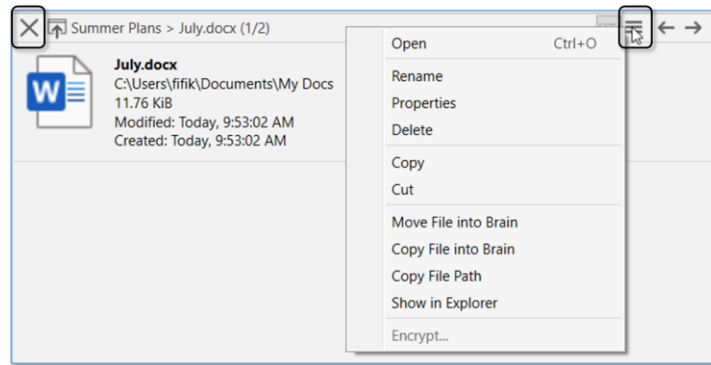 Summer Plans > July.docx (1/2)
July.docx
C:\Users\fifik\Documents\My Docs
11.76 KiB
Modified: Today, 9:53:02 AM
Created: Today, 9:53:02 AM
W
Open Ctrl+O
Rename
Properties
Delete
Copy
Cut
Move File into Brain
Copy File into Brain
Copy File Path
Show in Explorer
Encrypt...